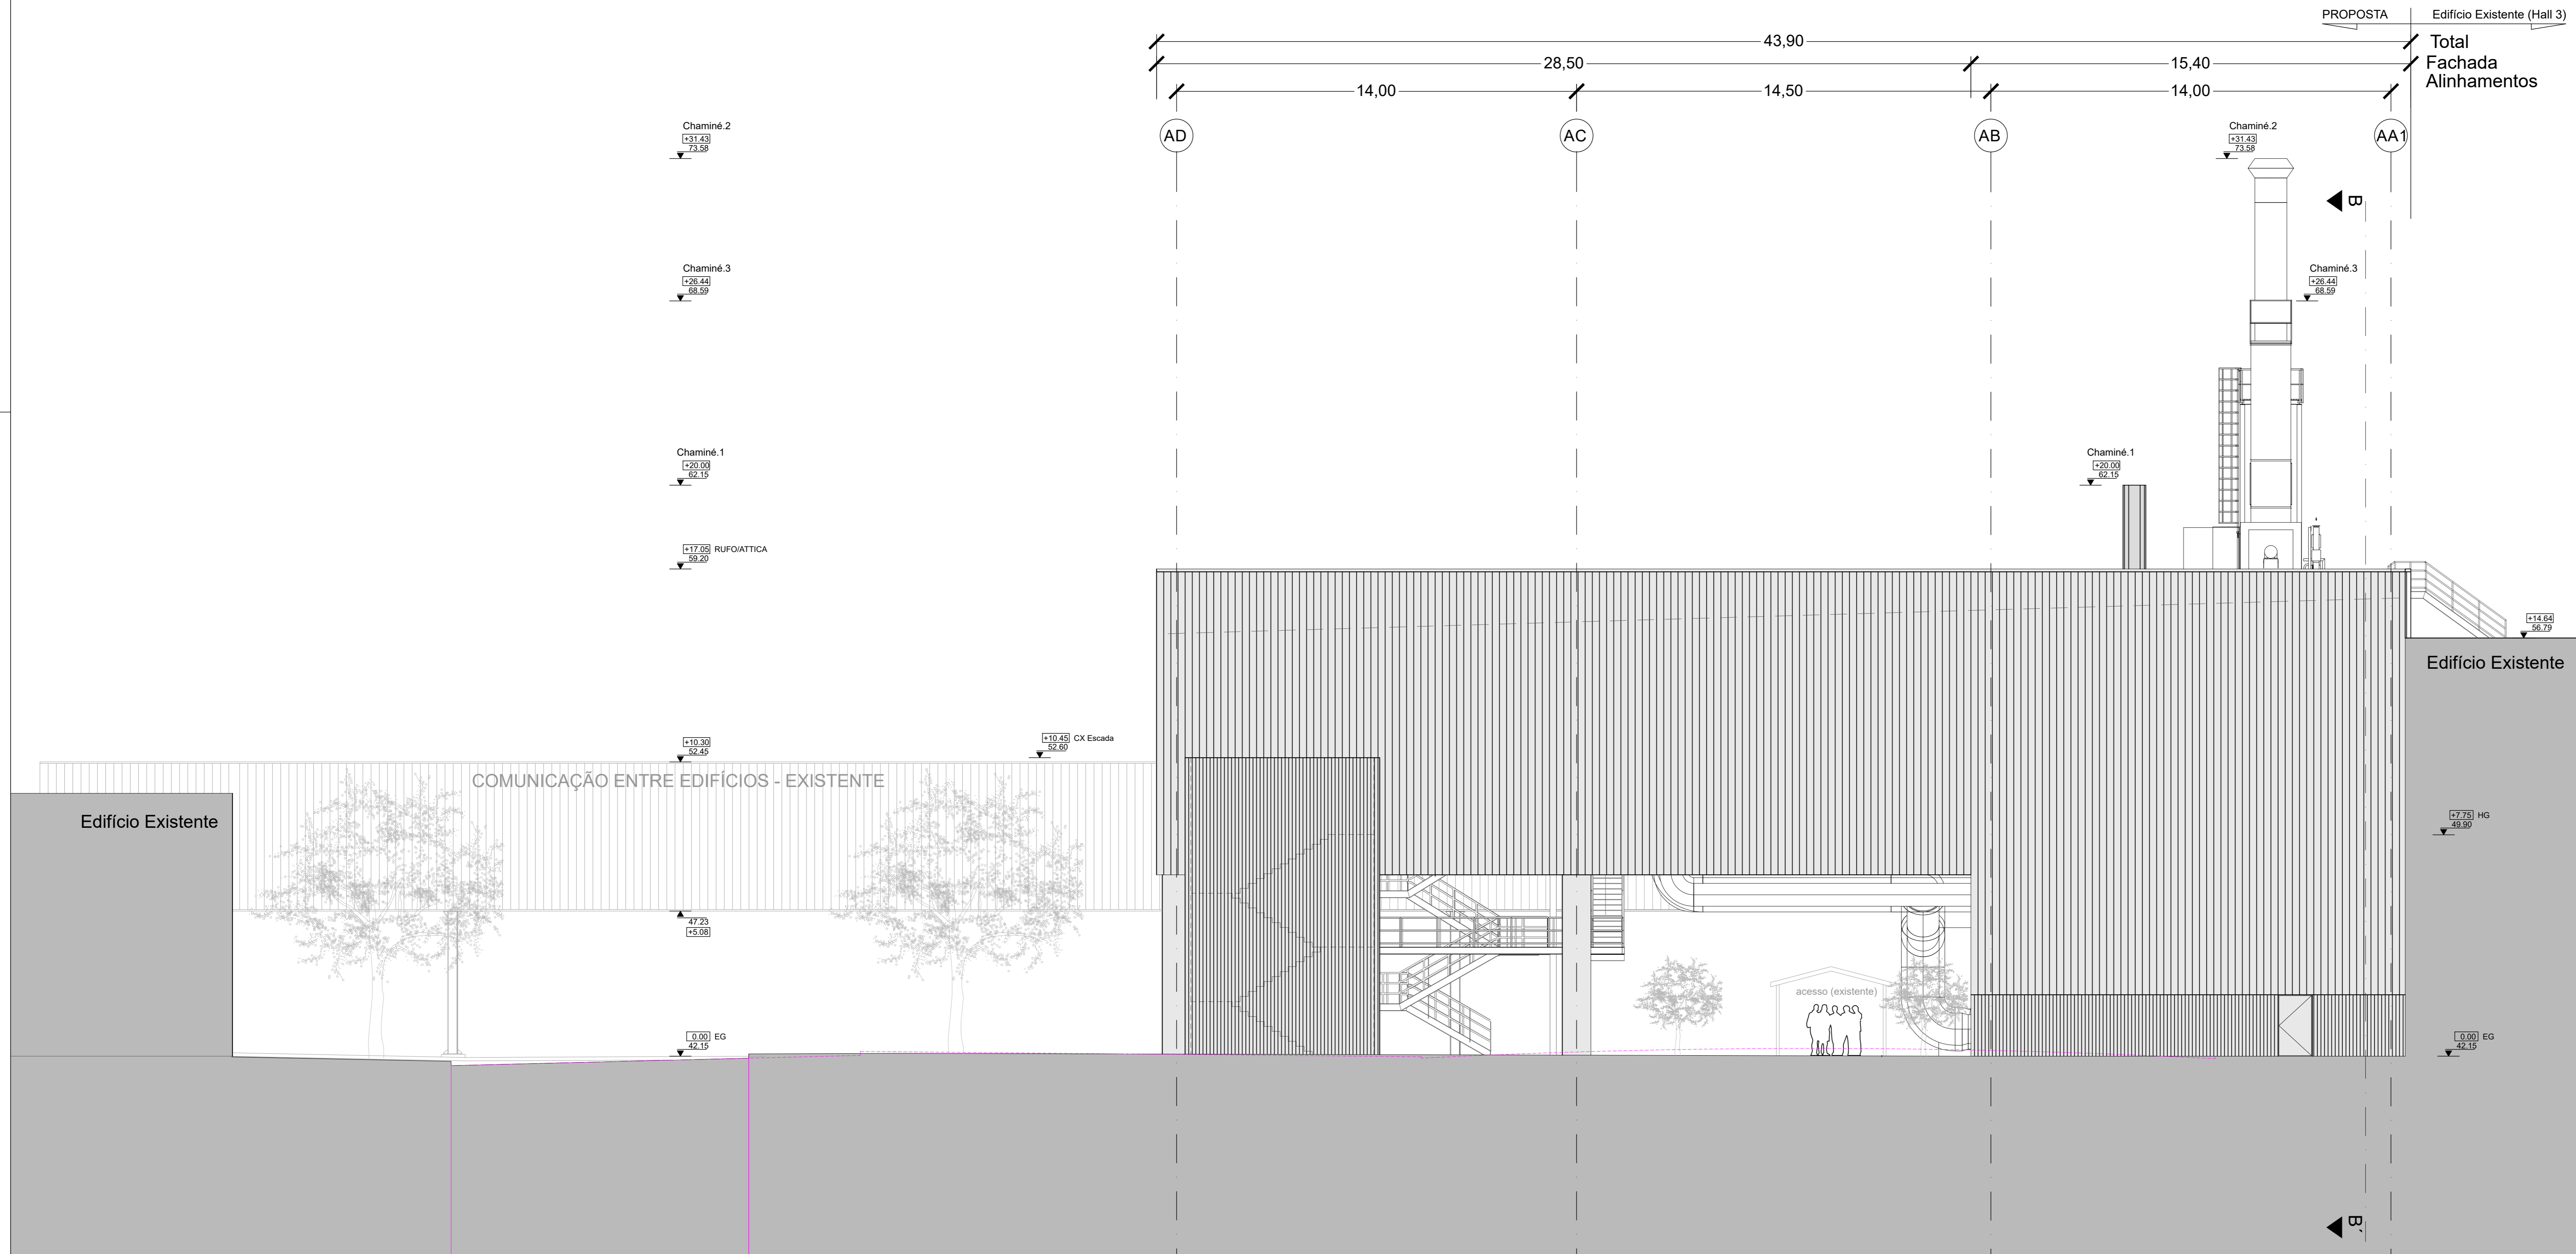 PROPOSTA
Edifício Existente (Hall 3)
43,90
Total
28,50
15,40
Fachada
14,00
14,50
14,00
Alinhamentos
AD
AC
AB
AA1
Chaminé.2
+31.43
73.58
Chaminé.2
+31.43
73.58
B
Chaminé.3
+26.44
68.59
Chaminé.3
+26.44
68.59
Chaminé.1
+20.00
62.15
Chaminé.1
+20.00
62.15
+17.05 RUFO/ATTICA
59.20
+14.64
56.79
Edifício Existente
+10.30
52.45
+10.45 CX Escada
52.60
COMUNICAÇÃO ENTRE EDIFÍCIOS - EXISTENTE
Edifício Existente
+7.75 HG
49.90
47.23
+5.08
acesso (existente)
0.00 EG
42.15
0.00 EG
42.15
B´